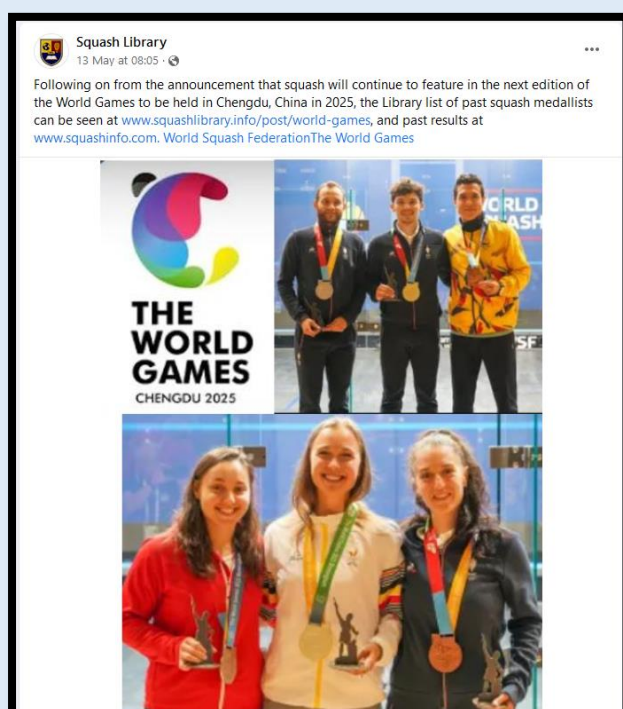 Squash Library
13 May at 08:05 ·
Following on from the announcement that squash will continue to feature in the next edition of
the World Games to be held in Chengdu, China in 2025, the Library list of past squash medallists
can be seen at www.squashlibrary.info/post/world-games, and past results at
www.squashinfo.com. World Squash FederationThe World Games
THE
WORLD
GAMES
CHENGDU 2025
WORLD
SQUASH
WSF